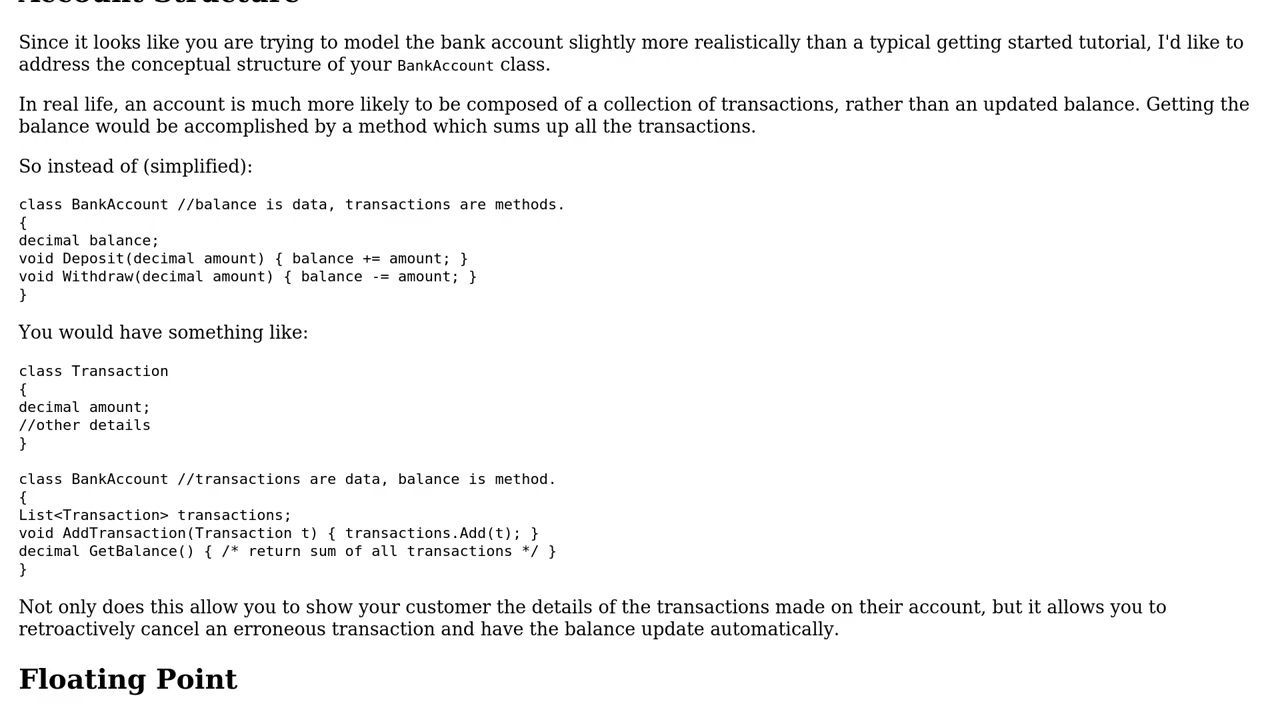 Account Structure
Since it looks like you are trying to model the bank account slightly more realistically than a typical getting started tutorial, I'd like to
address the conceptual structure of your BankAccount class.
In real life, an account is much more likely to be composed of a collection of transactions, rather than an updated balance. Getting the
balance would be accomplished by a method which sums up all the transactions.
So instead of (simplified):
class BankAccount //balance is data, transactions are methods.
{
decimal balance;
void Deposit(decimal amount) { balance += amount; }
void Withdraw(decimal amount) { balance -= amount; }
}
You would have something like:
class Transaction
{
decimal amount;
//other details
}
class BankAccount //transactions are data, balance is method.
{
List<Transaction> transactions;
void AddTransaction(Transaction t) { transactions.Add(t); }
decimal GetBalance() { /* return sum of all transactions */ }
}
Not only does this allow you to show your customer the details of the transactions made on their account, but it allows you to
retroactively cancel an erroneous transaction and have the balance update automatically.
Floating Point